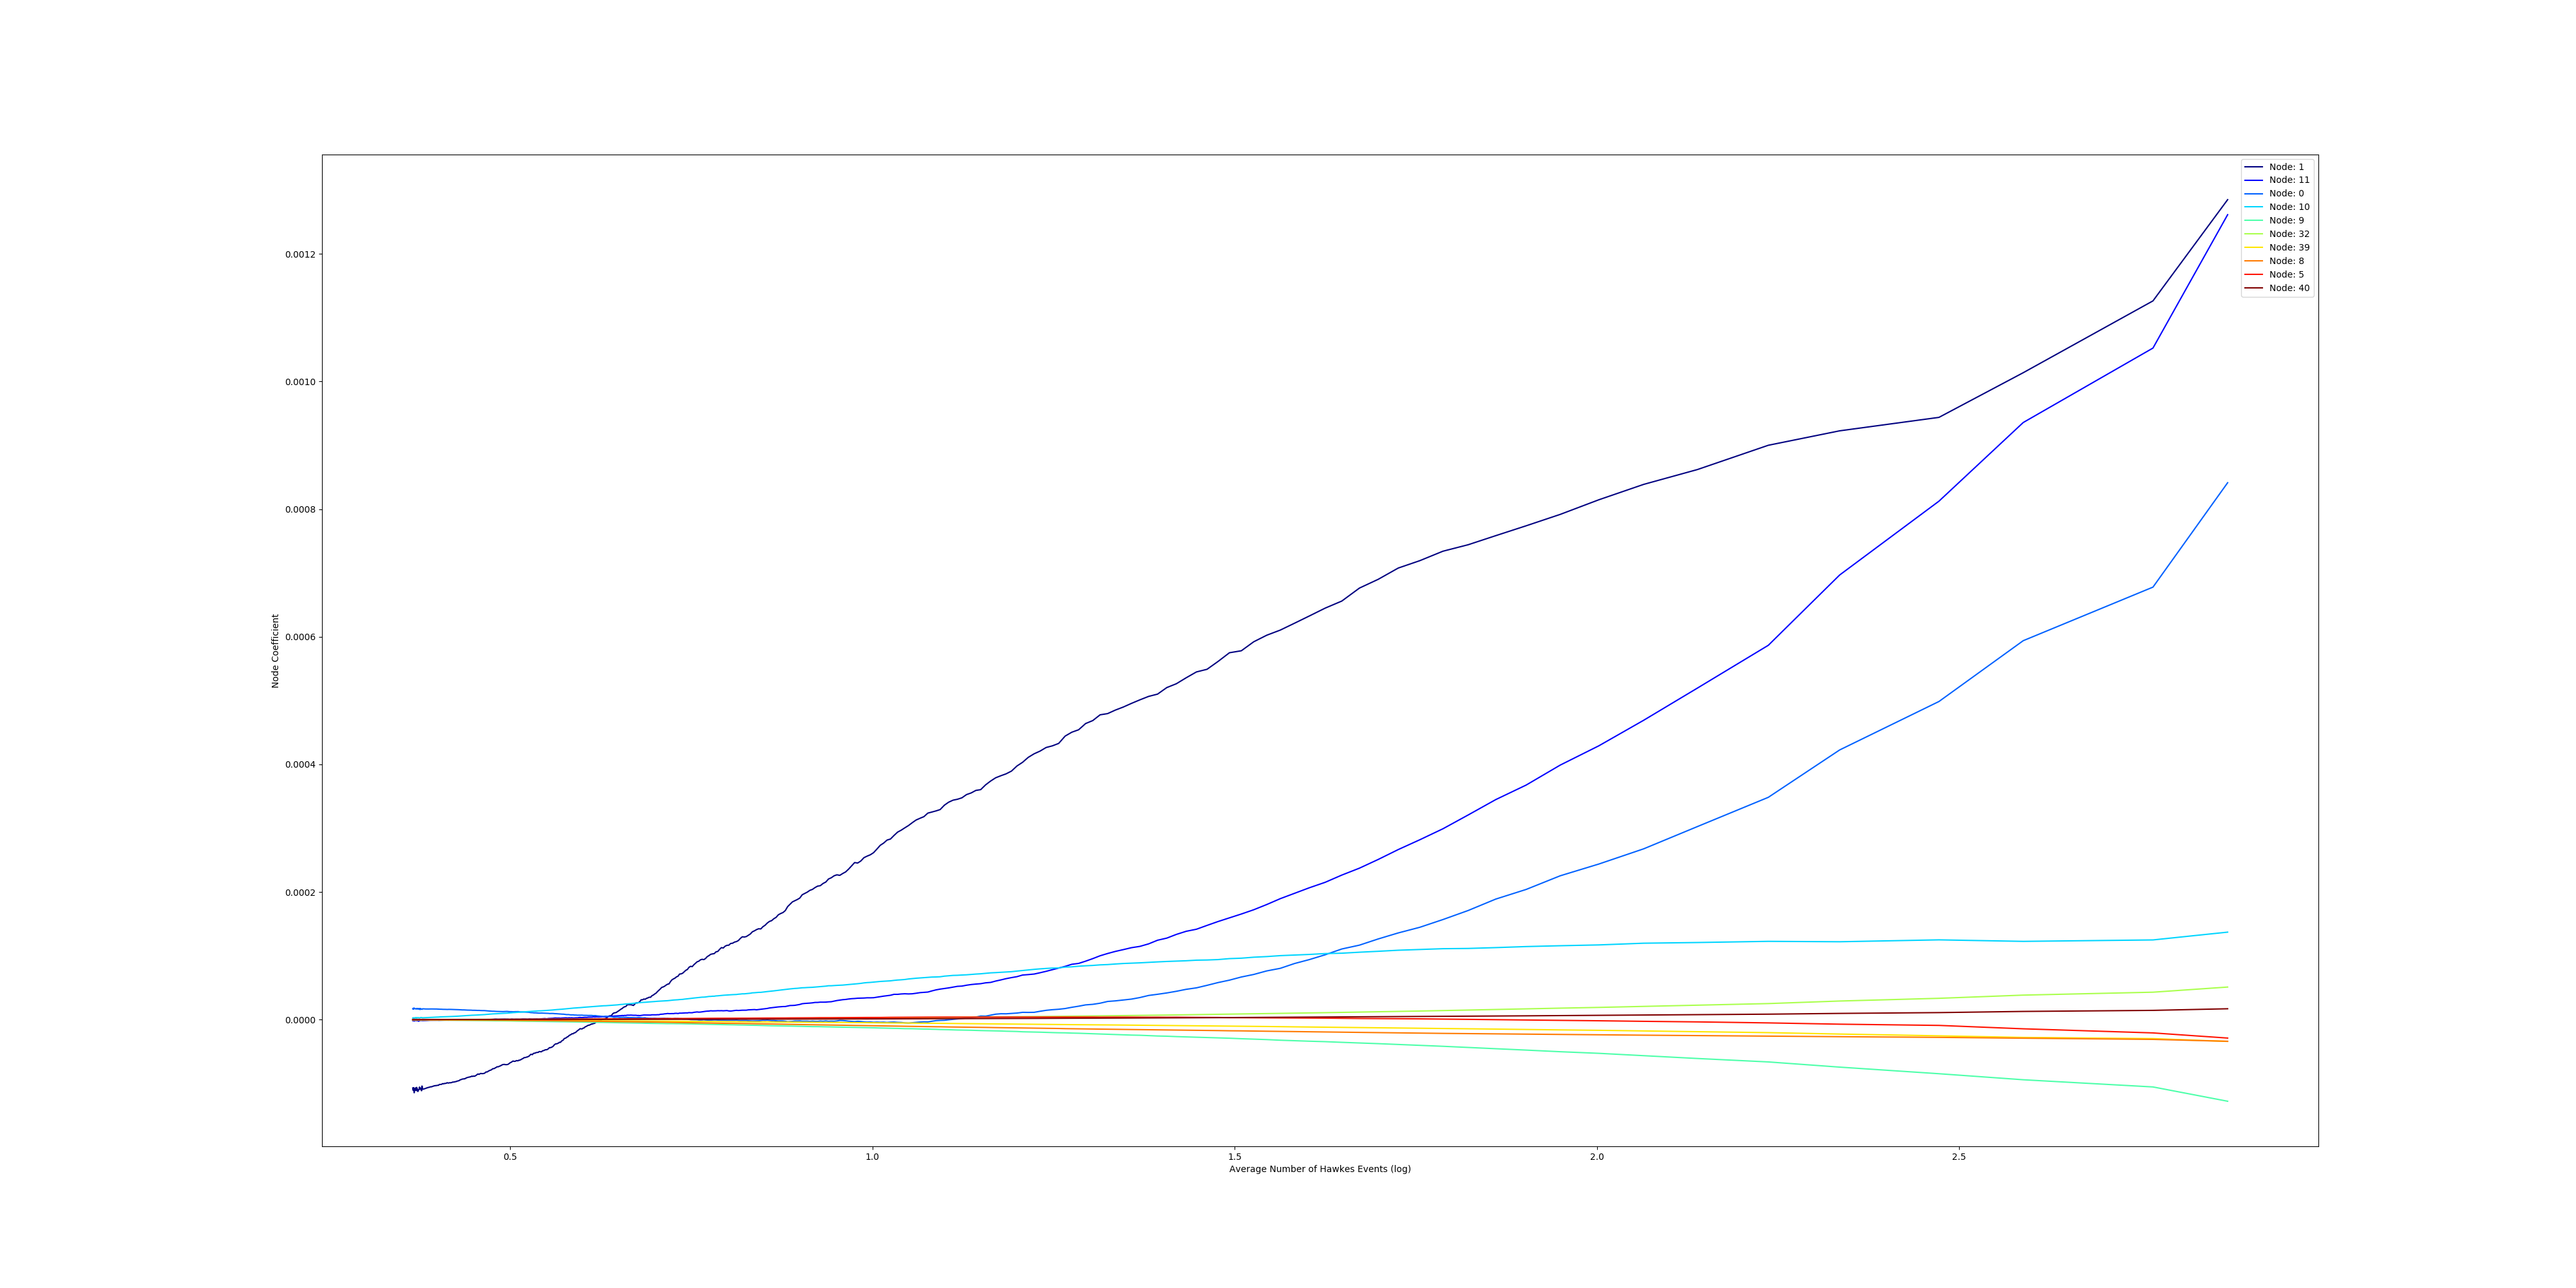 Node: 1
Node: 11
Node: 0
Node: 10
Node: 9
Node: 32
Node: 39
Node: 8
Node: 5
Node: 40
0.0012
0.0010
0.0008
0.0006
0.0004
0.0002
0.0000
Node Coefficient
0.5 1.0 1.5 2.0 2.5
Average Number of Hawkes Events (log)